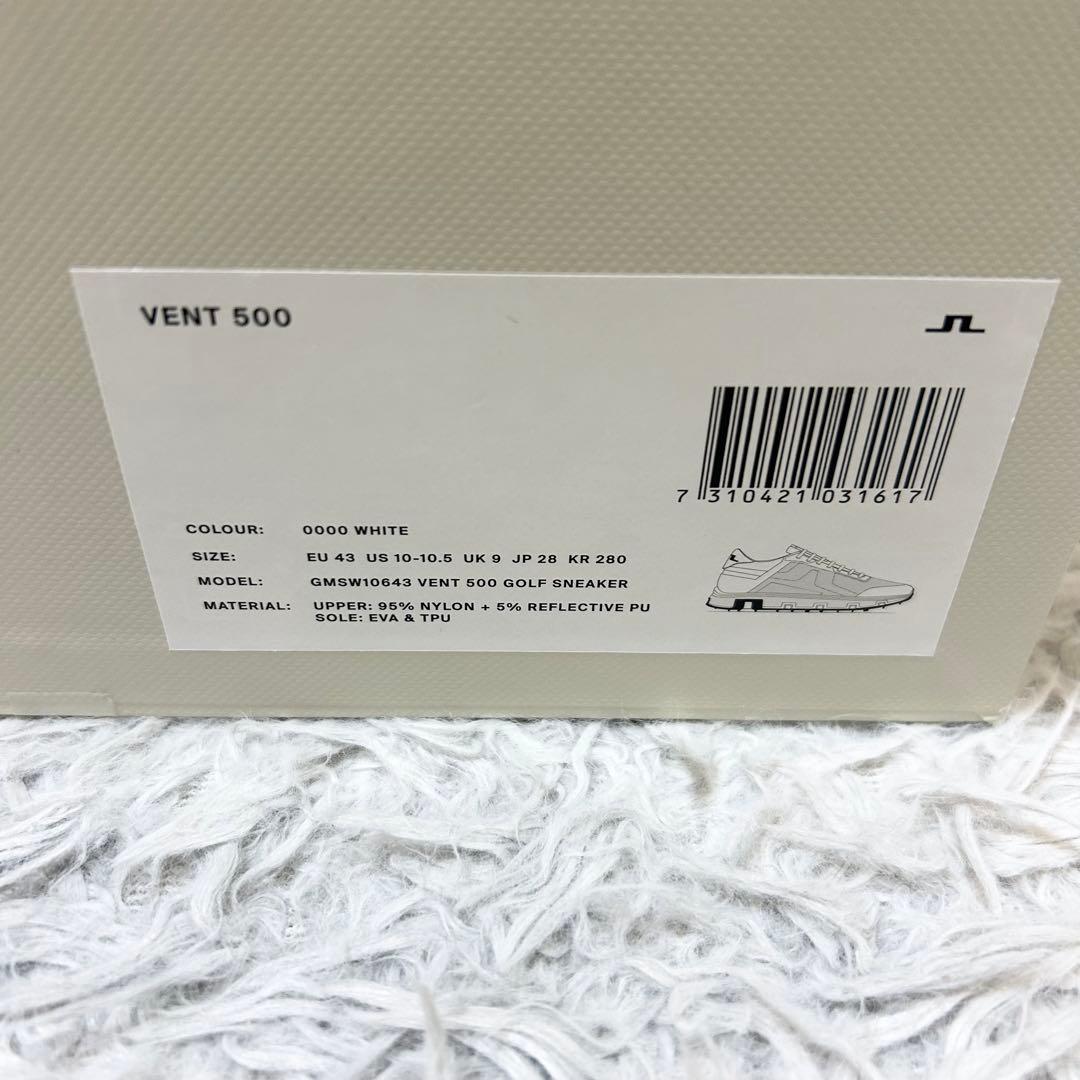 VENT 500
7 310421 031617
COLOUR: 0000 WHITE
SIZE: EU 43 US 10-10.5 UK 9 JP 28 KR 280
MODEL: GMSW10643 VENT 500 GOLF SNEAKER
MATERIAL: UPPER: 95% NYLON + 5% REFLECTIVE PU
SOLE: EVA & TPU